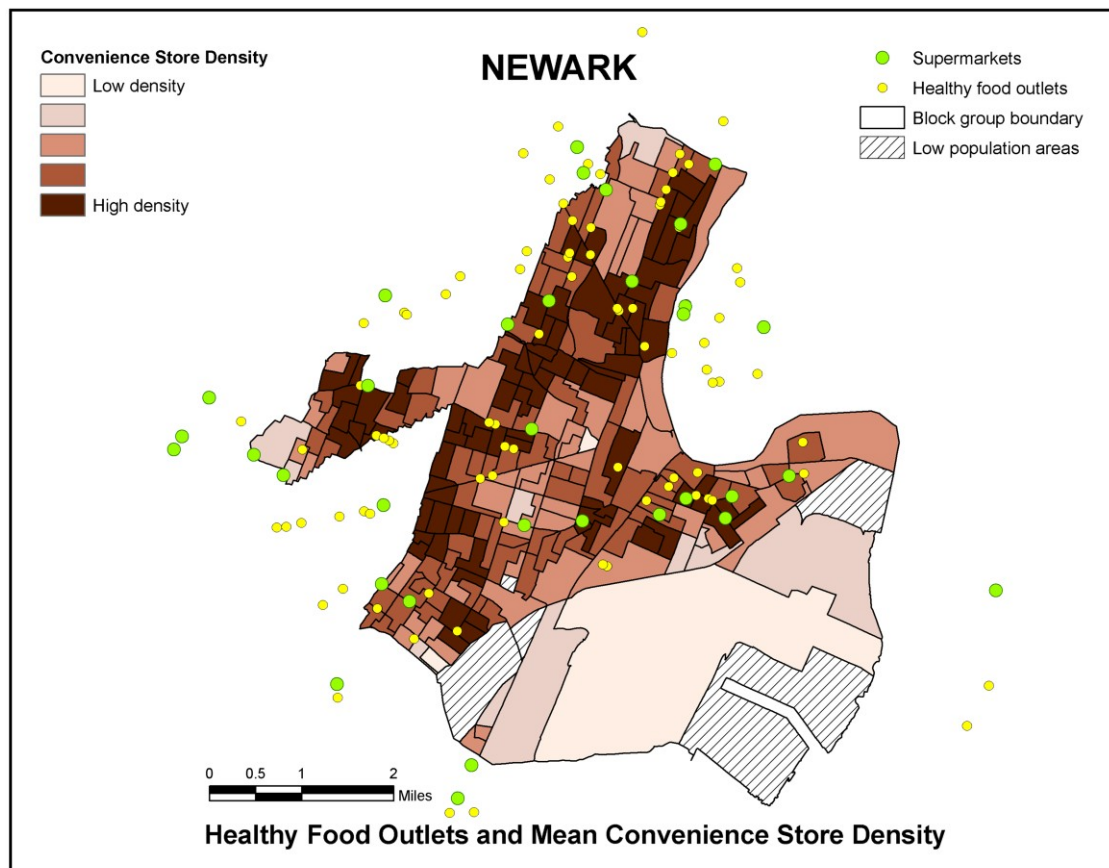 NEWARK
Convenience Store Density
Low density
High density
Supermarkets
Healthy food outlets
Block group boundary
Low population areas
0 0.5 1 2
Miles
Healthy Food Outlets and Mean Convenience Store Density